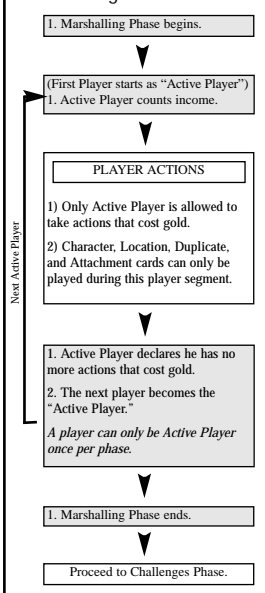 1. Marshalling Phase begins.
(First Player starts as “Active Player”)
1. Active Player counts income.
PLAYER ACTIONS
1) Only Active Player is allowed to
take actions that cost gold.
2) Character, Location, Duplicate,
and Attachment cards can only be
played during this player segment.
Next Active Player
1. Active Player declares he has no
more actions that cost gold.
2. The next player becomes the
“Active Player.”
A player can only be Active Player
once per phase.
1. Marshalling Phase ends.
Proceed to Challenges Phase.